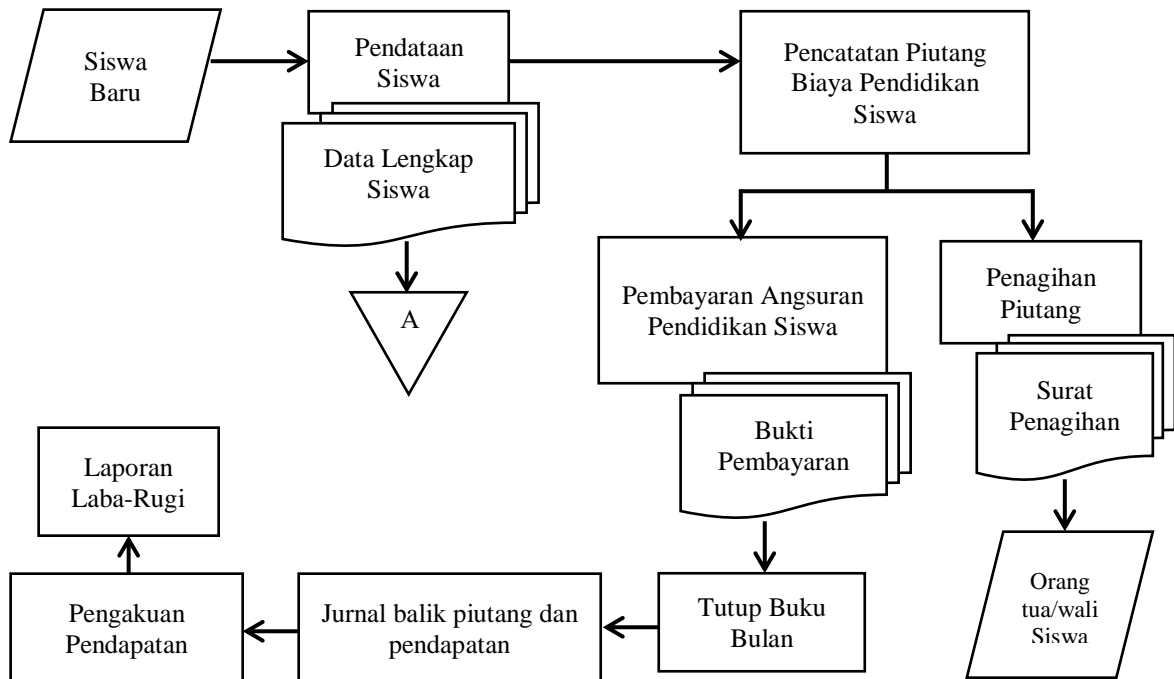 Siswa
Baru
Pendataan
Siswa
Data Lengkap
Siswa
A
Pencatatan Piutang
Biaya Pendidikan
Siswa
Pembayaran Angsuran
Pendidikan Siswa
Bukti
Pembayaran
Penagihan
Piutang
Surat
Penagihan
Orang
tua/wali
Siswa
Tutup Buku
Bulan
Jurnal balik piutang dan
pendapatan
Pengakuan
Pendapatan
Laporan
Laba-Rugi